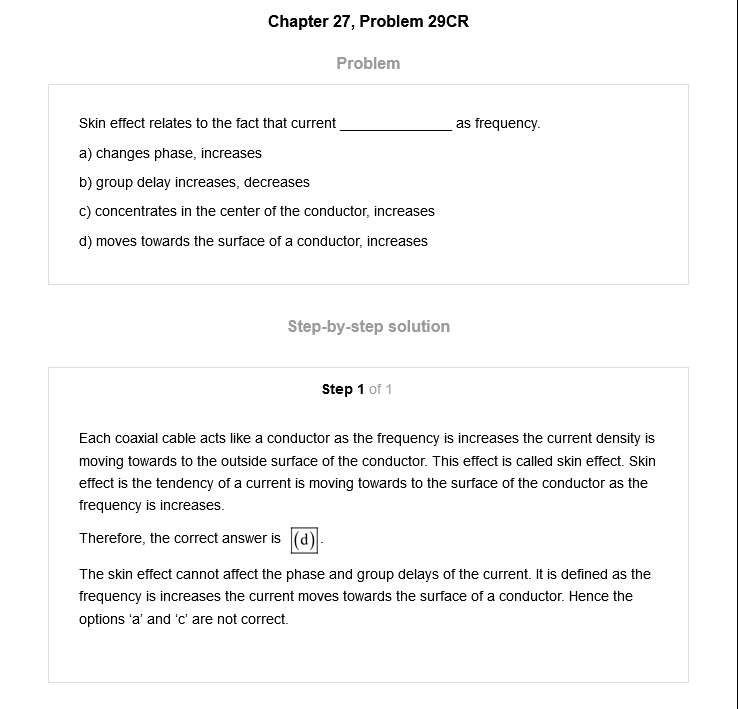 Chapter 27, Problem 29CR
Problem
Skin effect relates to the fact that current ______________ as frequency.
a) changes phase, increases
b) group delay increases, decreases
c) concentrates in the center of the conductor, increases
d) moves towards the surface of a conductor, increases
Step-by-step solution
Step 1 of 1
Each coaxial cable acts like a conductor as the frequency is increases the current density is
moving towards to the outside surface of the conductor. This effect is called skin effect. Skin
effect is the tendency of a current is moving towards to the surface of the conductor as the
frequency is increases.
Therefore, the correct answer is (d).
The skin effect cannot affect the phase and group delays of the current. It is defined as the
frequency is increases the current moves towards the surface of a conductor. Hence the
options ‘a’ and ‘c’ are not correct.